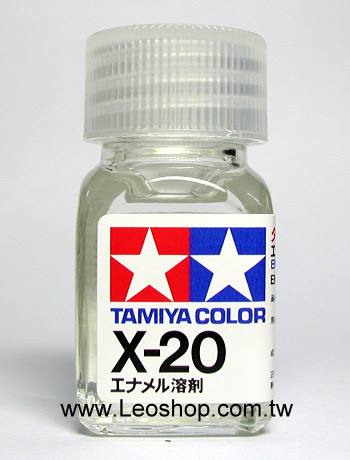 TAMIYA COLOR
X-20
エナメル溶剤
www.Leoshop.com.tw